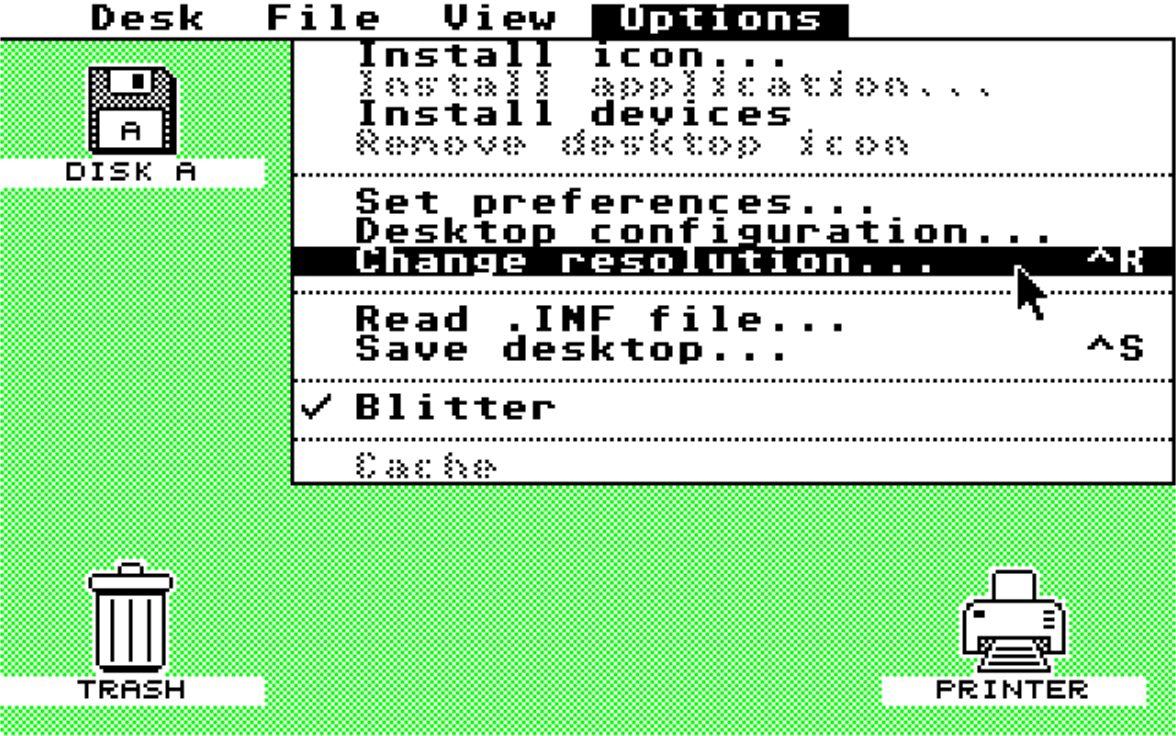 Desk File View Options
Install icon...
Install application...
Install devices
Remove desktop icon
Set preferences...
Desktop configuration...
Change resolution... ^R
Read .INF file...
Save desktop... ^S
✓ Blitter
Cache
A
DISK A
TRASH
PRINTER